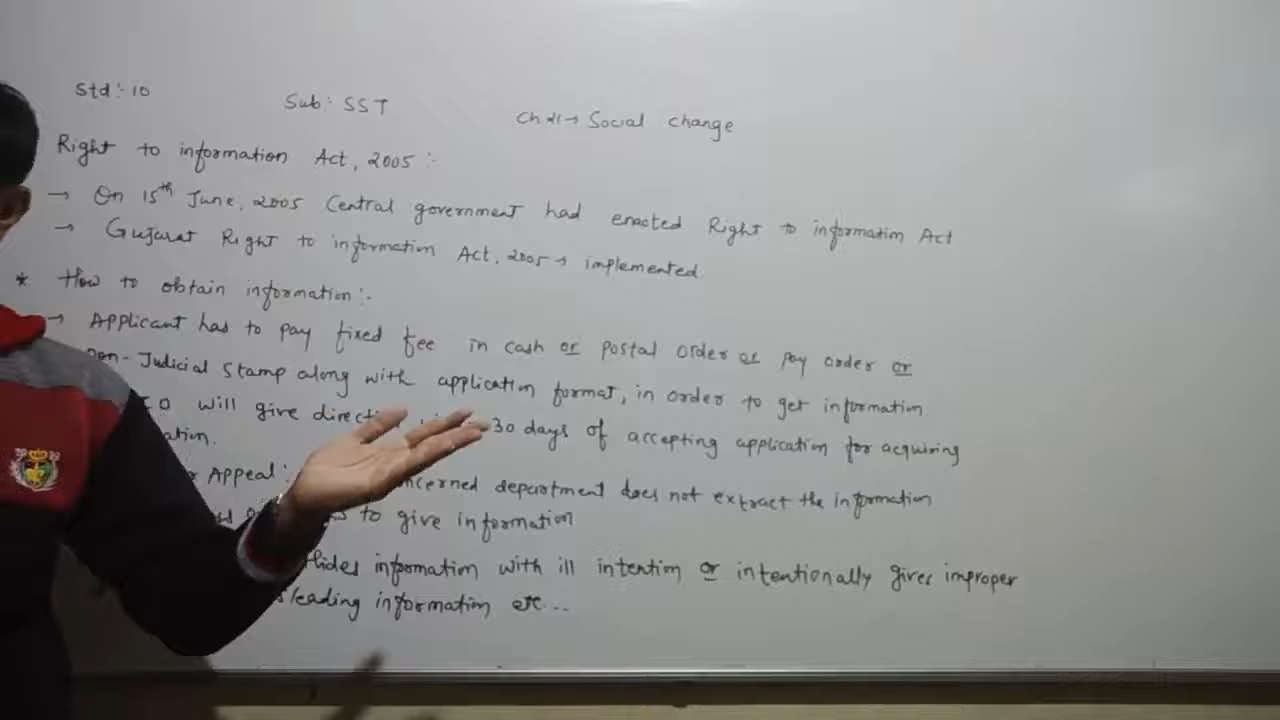 Std:- 10
Sub: SST
Ch 21 → Social change
Right to information Act, 2005 :-
→ On 15th June, 2005 Central government had enacted Right to information Act
→ Gujarat Right to information Act, 2005 → implemented
* How to obtain information :-
→ Applicant has to pay fixed fee in cash or postal order or pay order or
Non-Judicial Stamp along with application format, in order to get information
will give 30 days of accepting application for acquiring
Appeal : department does not extract the information
to give information
Hides information with ill intention or intentionally gives improper
information etc...